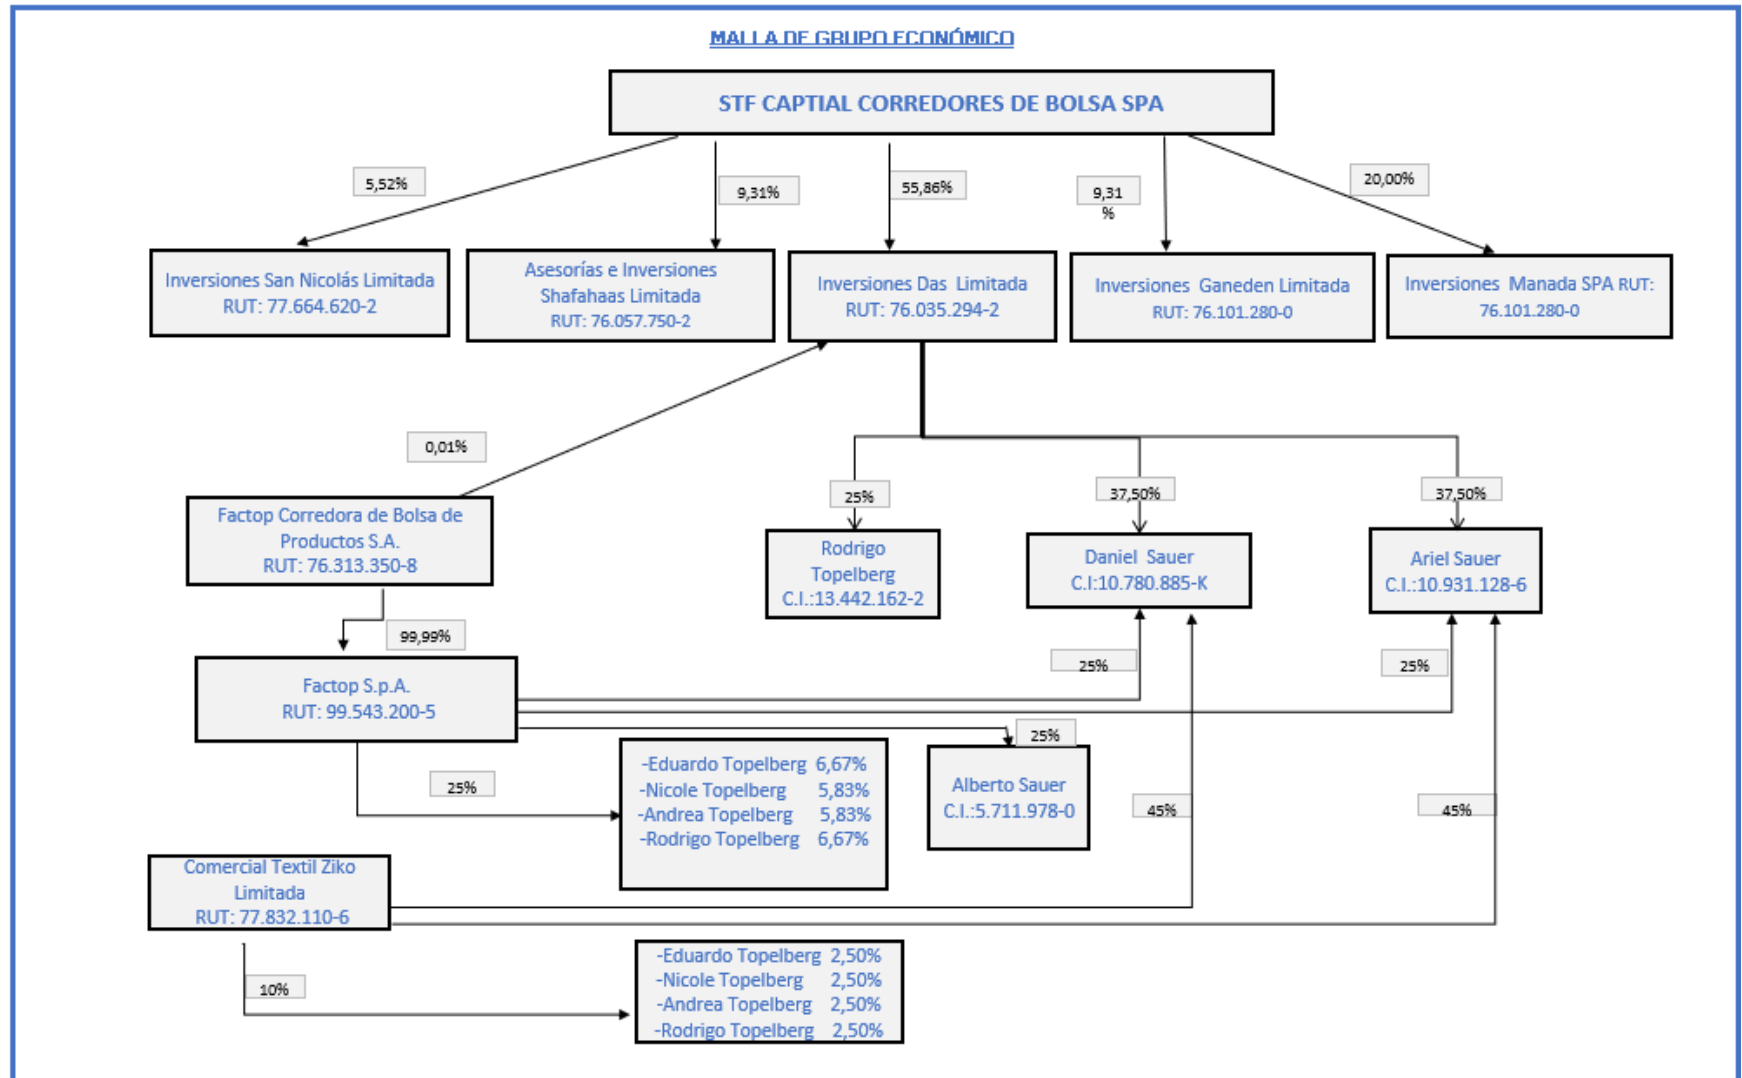 MALLA DE GRUPO ECONÓMICO
STF CAPTIAL CORREDORES DE BOLSA SPA
5,52%
9,31%
55,86%
9,31
%
20,00%
Inversiones San Nicolás Limitada
RUT: 77.664.620-2
Asesorías e Inversiones
Shafahaas Limitada
RUT: 76.057.750-2
Inversiones Das Limitada
RUT: 76.035.294-2
Inversiones Ganeden Limitada
RUT: 76.101.280-0
Inversiones Manada SPA RUT:
76.101.280-0
0,01%
25%
37,50%
37,50%
Factop Corredora de Bolsa de
Productos S.A.
RUT: 76.313.350-8
Rodrigo
Topelberg
C.I.:13.442.162-2
Daniel Sauer
C.I:10.780.885-K
Ariel Sauer
C.I.:10.931.128-6
99,99%
25%
25%
Factop S.p.A.
RUT: 99.543.200-5
25%
25%
-Eduardo Topelberg 6,67%
-Nicole Topelberg 5,83%
-Andrea Topelberg 5,83%
-Rodrigo Topelberg 6,67%
Alberto Sauer
C.I.:5.711.978-0
45%
45%
Comercial Textil Ziko
Limitada
RUT: 77.832.110-6
10%
-Eduardo Topelberg 2,50%
-Nicole Topelberg 2,50%
-Andrea Topelberg 2,50%
-Rodrigo Topelberg 2,50%